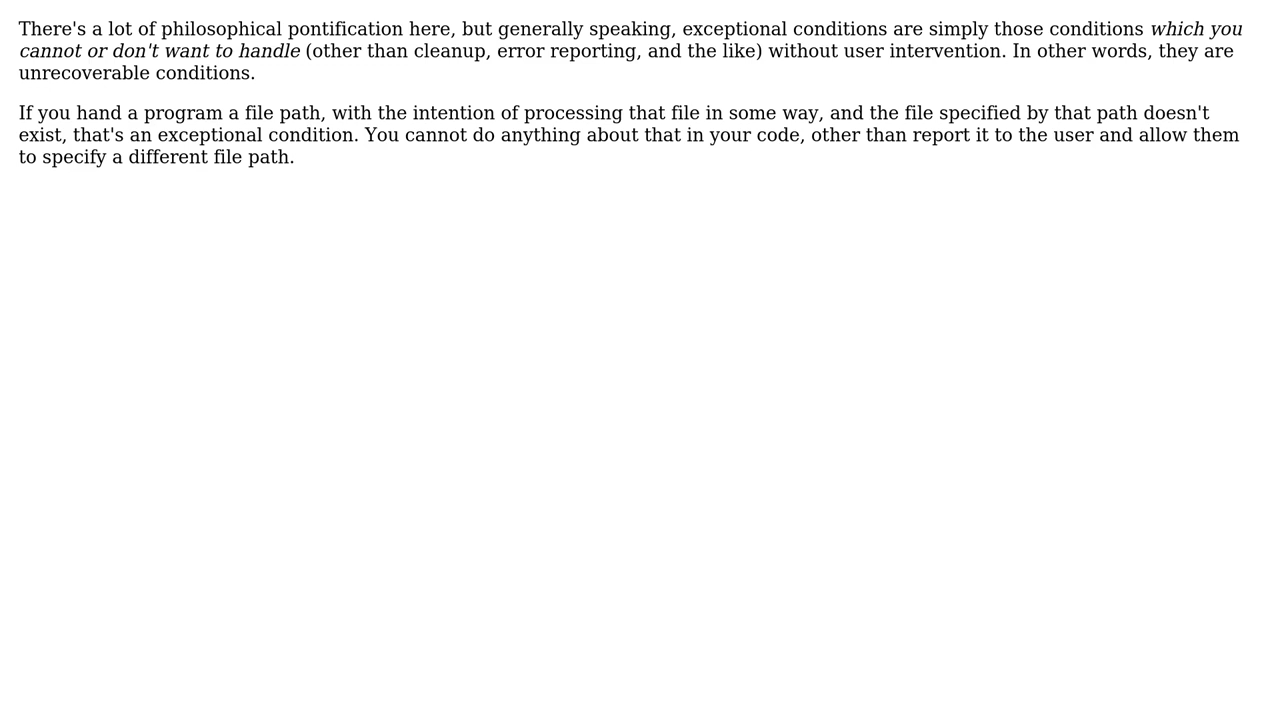 There's a lot of philosophical pontification here, but generally speaking, exceptional conditions are simply those conditions which you
cannot or don't want to handle (other than cleanup, error reporting, and the like) without user intervention. In other words, they are
unrecoverable conditions.
If you hand a program a file path, with the intention of processing that file in some way, and the file specified by that path doesn't
exist, that's an exceptional condition. You cannot do anything about that in your code, other than report it to the user and allow them
to specify a different file path.